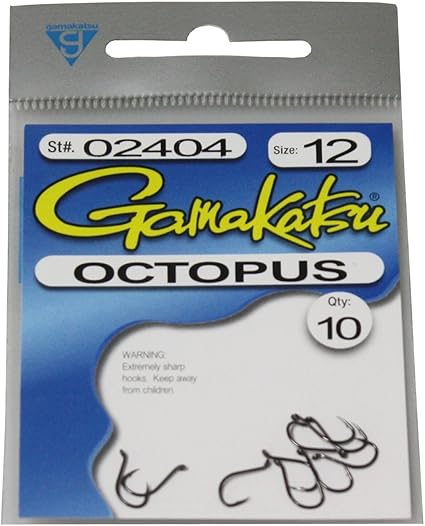 gamakatsu
G
St#. 02404
Size: 12
Gamakatsu®
OCTOPUS
Qty:
10
WARNING:
Extremely sharp
hooks. Keep away
from children.